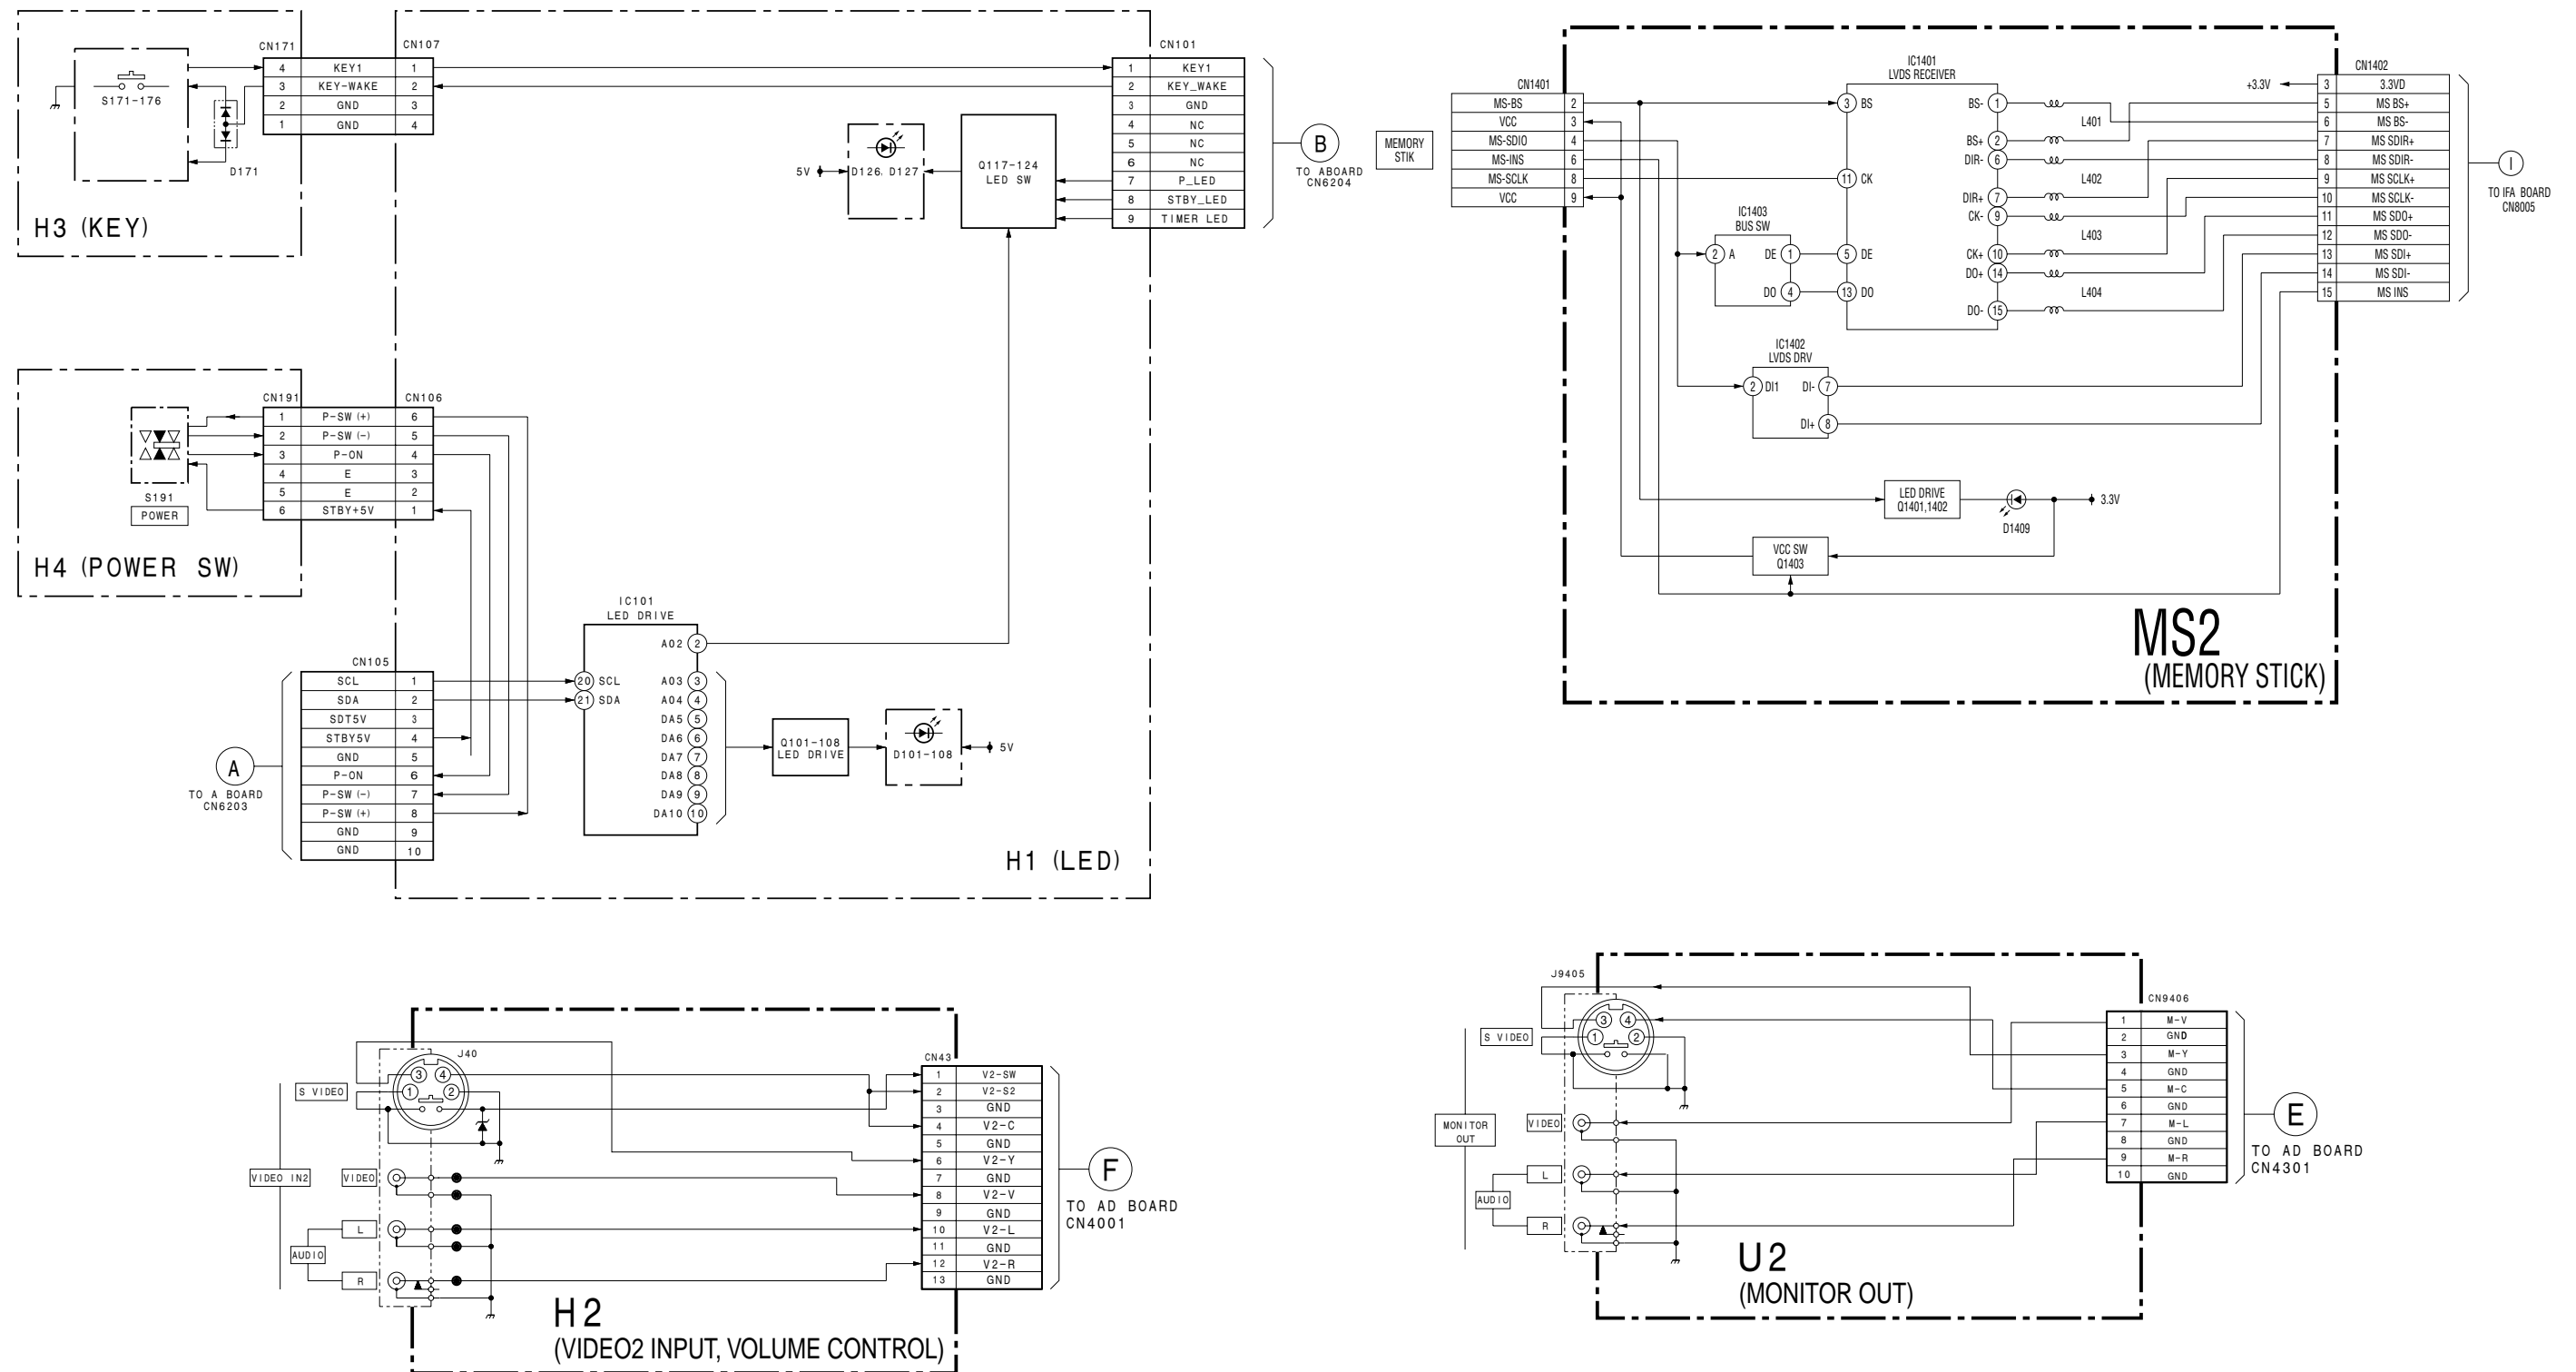 CN171
CN107
4 KEY1 1
3 KEY-WAKE 2
2 GND 3
1 GND 4
S171-176
D171
H3 (KEY)
CN101
1 KEY1
2 KEY_WAKE
3 GND
4 NC
5 NC
6 NC
7 P_LED
8 STBY_LED
9 TIMER LED
B
TO ABOARD
CN6204
5V
D126, D127
Q117-124
LED SW
CN191
CN106
1 P-SW (+) 6
2 P-SW (-) 5
3 P-ON 4
4 E 3
5 E 2
6 STBY+5V 1
S191
POWER
H4 (POWER SW)
IC101
LED DRIVE
A02 2
20 SCL
21 SDA
A03 3
A04 4
DA5 5
DA6 6
DA7 7
DA8 8
DA9 9
DA10 10
Q101-108
LED DRIVE
D101-108
5V
CN105
SCL 1
SDA 2
SDT5V 3
STBY5V 4
GND 5
P-ON 6
P-SW (-) 7
P-SW (+) 8
GND 9
GND 10
A
TO A BOARD
CN6203
H1 (LED)
MEMORY
STIK
CN1401
MS-BS 2
VCC 3
MS-SDIO 4
MS-INS 6
MS-SCLK 8
VCC 9
IC1401
LVDS RECEIVER
3 BS
11 CK
5 DE
13 DO
BS- 1
BS+ 2
DIR- 6
DIR+ 7
CK- 9
CK+ 10
DO+ 14
DO- 15
L401
L402
L403
L404
IC1403
BUS SW
2 A
DE 1
DO 4
IC1402
LVDS DRV
2 DI1
DI- 7
DI+ 8
LED DRIVE
Q1401,1402
D1409
3.3V
VCC SW
Q1403
CN1402
+3.3V
3 3.3VD
5 MS BS+
6 MS BS-
7 MS SDIR+
8 MS SDIR-
9 MS SCLK+
10 MS SCLK-
11 MS SDO+
12 MS SDO-
13 MS SDI+
14 MS SDI-
15 MS INS
I
TO IFA BOARD
CN8005
MS2
(MEMORY STICK)
J40
3 4
1 2
S VIDEO
VIDEO IN2
VIDEO
L
AUDIO
R
CN43
1 V2-SW
2 V2-S2
3 GND
4 V2-C
5 GND
6 V2-Y
7 GND
8 V2-V
9 GND
10 V2-L
11 GND
12 V2-R
13 GND
F
TO AD BOARD
CN4001
H2
(VIDEO2 INPUT, VOLUME CONTROL)
J9405
3 4
1 2
S VIDEO
MONITOR
OUT
VIDEO
L
AUDIO
R
CN9406
1 M-V
2 GND
3 M-Y
4 GND
5 M-C
6 GND
7 M-L
8 GND
9 M-R
10 GND
E
TO AD BOARD
CN4301
U2
(MONITOR OUT)